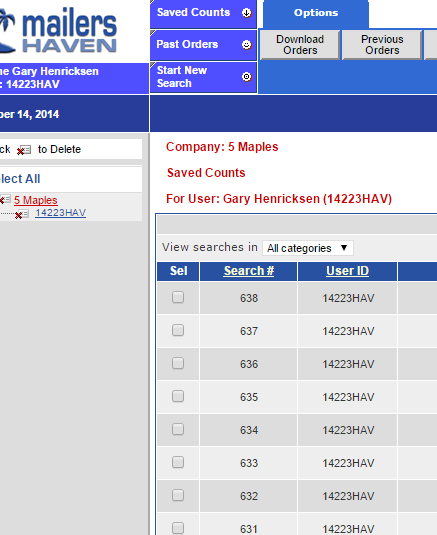 mailers
HAVEN
Saved Counts
Past Orders
Start New
Search
Options
Download
Orders
Previous
Orders
me Gary Henricksen
: 14223HAV
ber 14, 2014
ck to Delete
lect All
5 Maples
14223HAV
Company: 5 Maples
Saved Counts
For User: Gary Henricksen (14223HAV)
View searches in All categories
Sel Search # User ID
638 14223HAV
637 14223HAV
636 14223HAV
635 14223HAV
634 14223HAV
633 14223HAV
632 14223HAV
631 14223HAV